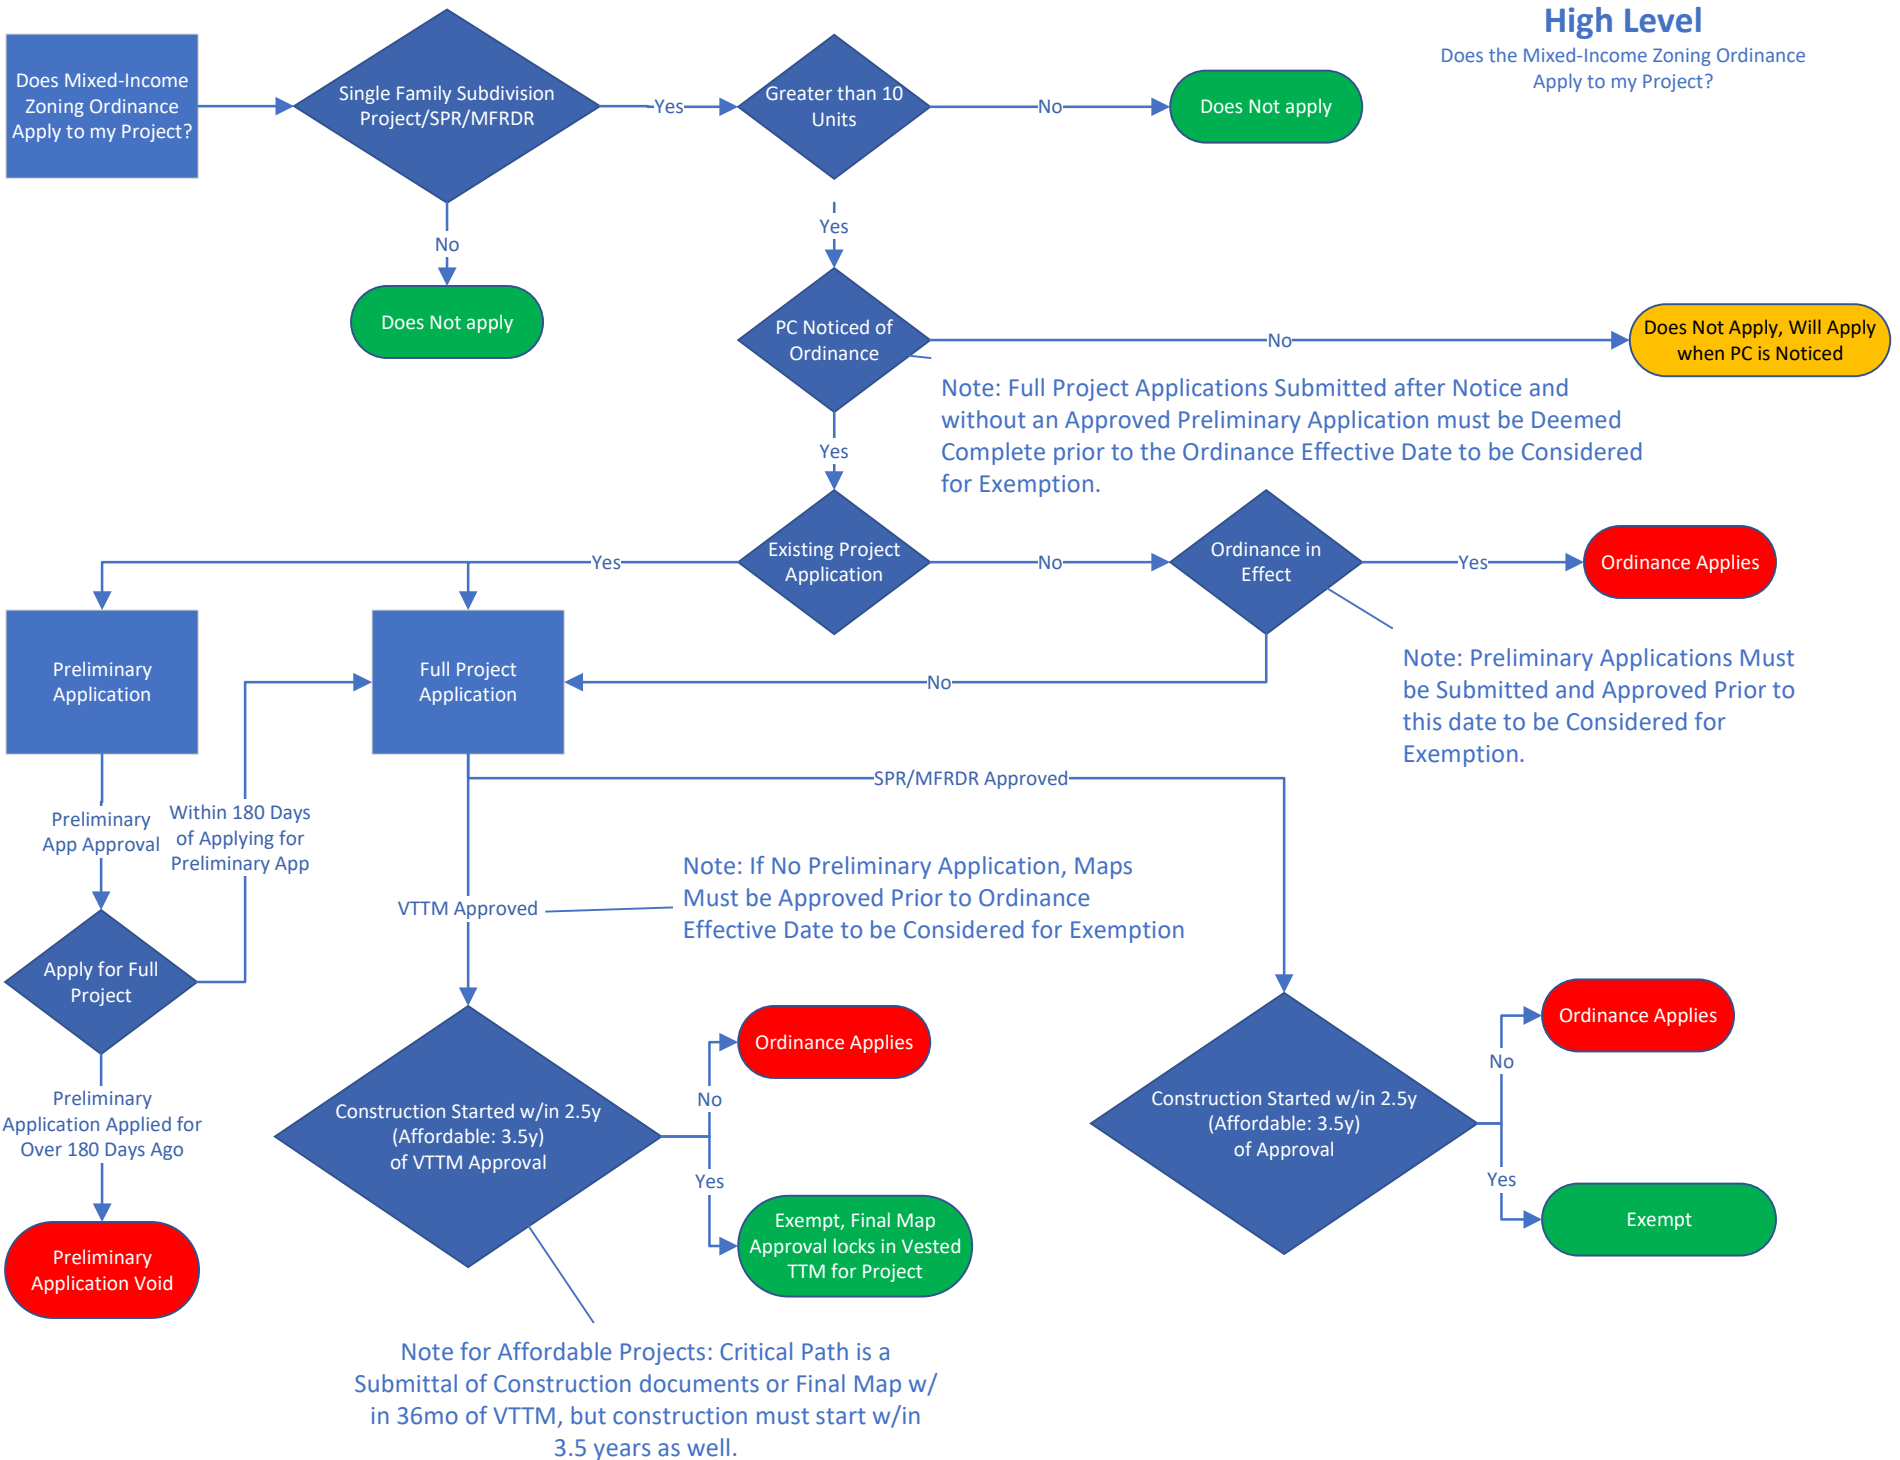 High Level
Does the Mixed-Income Zoning Ordinance
Apply to my Project?
Does Mixed-Income
Zoning Ordinance
Apply to my Project?
Single Family Subdivision
Project/SPR/MFRDR
Yes
Greater than 10
Units
No
Does Not apply
No
Does Not apply
Yes
PC Noticed of
Ordinance
No
Does Not Apply, Will Apply
when PC is Noticed
Note: Full Project Applications Submitted after Notice and
without an Approved Preliminary Application must be Deemed
Complete prior to the Ordinance Effective Date to be Considered
for Exemption.
Yes
Existing Project
Application
Yes
No
Ordinance in
Effect
Yes
Ordinance Applies
Note: Preliminary Applications Must
be Submitted and Approved Prior to
this date to be Considered for
Exemption.
Preliminary
Application
Full Project
Application
No
Preliminary
App Approval
Within 180 Days
of Applying for
Preliminary App
SPR/MFRDR Approved
VTTM Approved
Note: If No Preliminary Application, Maps
Must be Approved Prior to Ordinance
Effective Date to be Considered for Exemption
Apply for Full
Project
Preliminary
Application Applied for
Over 180 Days Ago
Preliminary
Application Void
Construction Started w/in 2.5y
(Affordable: 3.5y)
of VTTM Approval
No
Ordinance Applies
Yes
Exempt, Final Map
Approval locks in Vested
TTM for Project
Construction Started w/in 2.5y
(Affordable: 3.5y)
of Approval
No
Ordinance Applies
Yes
Exempt
Note for Affordable Projects: Critical Path is a
Submittal of Construction documents or Final Map w/
in 36mo of VTTM, but construction must start w/in
3.5 years as well.